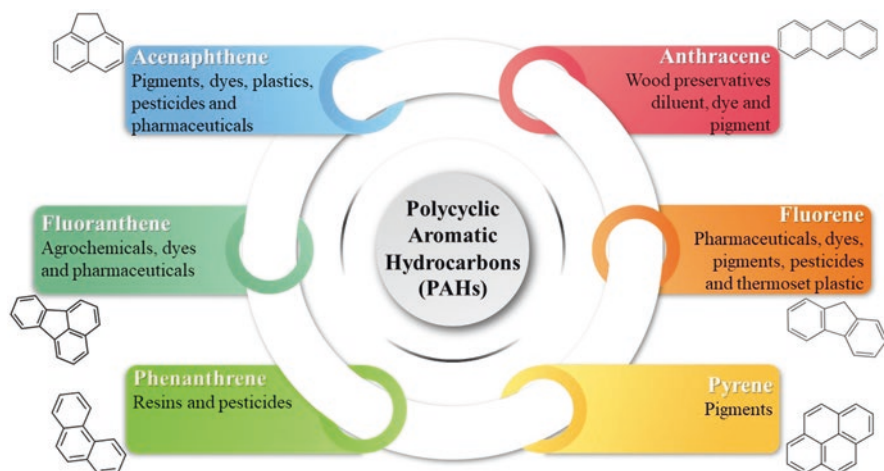 Acenaphthene
Pigments, dyes, plastics,
pesticides and
pharmaceuticals
Anthracene
Wood preservatives
diluent, dye and
pigment
Fluoranthene
Agrochemicals, dyes
and pharmaceuticals
Polycyclic
Aromatic
Hydrocarbons
(PAHs)
Fluorene
Pharmaceuticals, dyes,
pigments, pesticides
and thermoset plastic
Phenanthrene
Resins and pesticides
Pyrene
Pigments